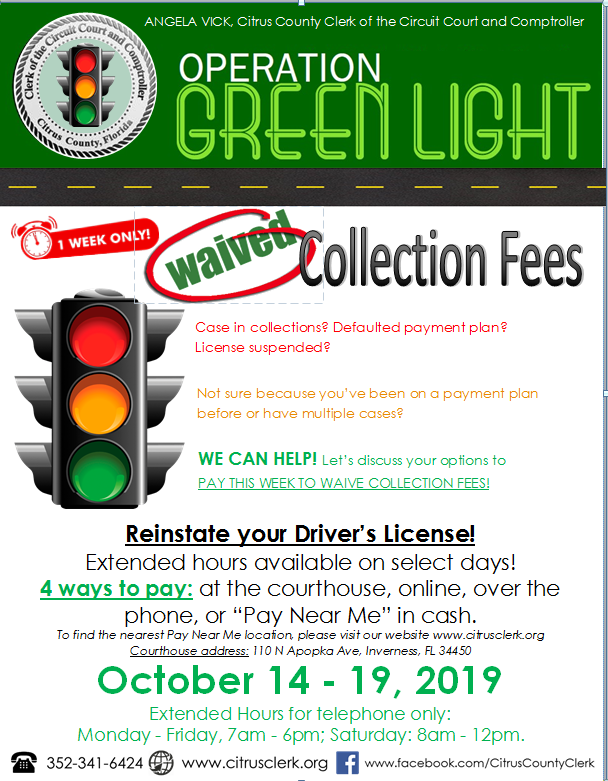 ANGELA VICK, Citrus County Clerk of the Circuit Court and Comptroller
Clerk of the Circuit Court and Comptroller
Citrus County, Florida
OPERATION
GREEN LIGHT
1 WEEK ONLY!
waived Collection Fees
Case in collections? Defaulted payment plan?
License suspended?
Not sure because you've been on a payment plan
before or have multiple cases?
WE CAN HELP! Let's discuss your options to
PAY THIS WEEK TO WAIVE COLLECTION FEES!
Reinstate your Driver's License!
Extended hours available on select days!
4 ways to pay: at the courthouse, online, over the
phone, or “Pay Near Me” in cash.
To find the nearest Pay Near Me location, please visit our website www.citrusclerk.org
Courthouse address: 110 N Apopka Ave, Inverness, FL 34450
October 14 - 19, 2019
Extended Hours for telephone only:
Monday - Friday, 7am - 6pm; Saturday: 8am - 12pm.
352-341-6424 www.citrusclerk.org www.facebook.com/CitrusCountyClerk